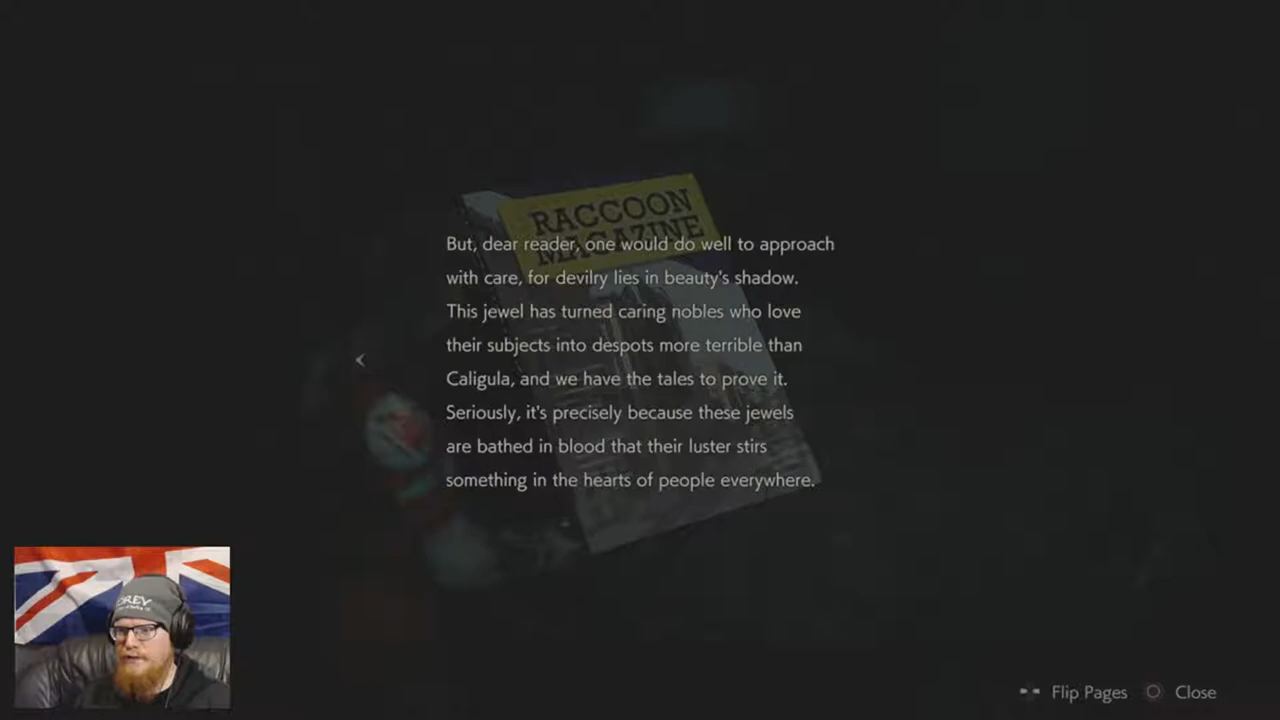 RACCOON
MAGAZINE
But, dear reader, one would do well to approach
with care, for devilry lies in beauty's shadow.
This jewel has turned caring nobles who love
their subjects into despots more terrible than
Caligula, and we have the tales to prove it.
Seriously, it's precisely because these jewels
are bathed in blood that their luster stirs
something in the hearts of people everywhere.
Flip Pages
Close